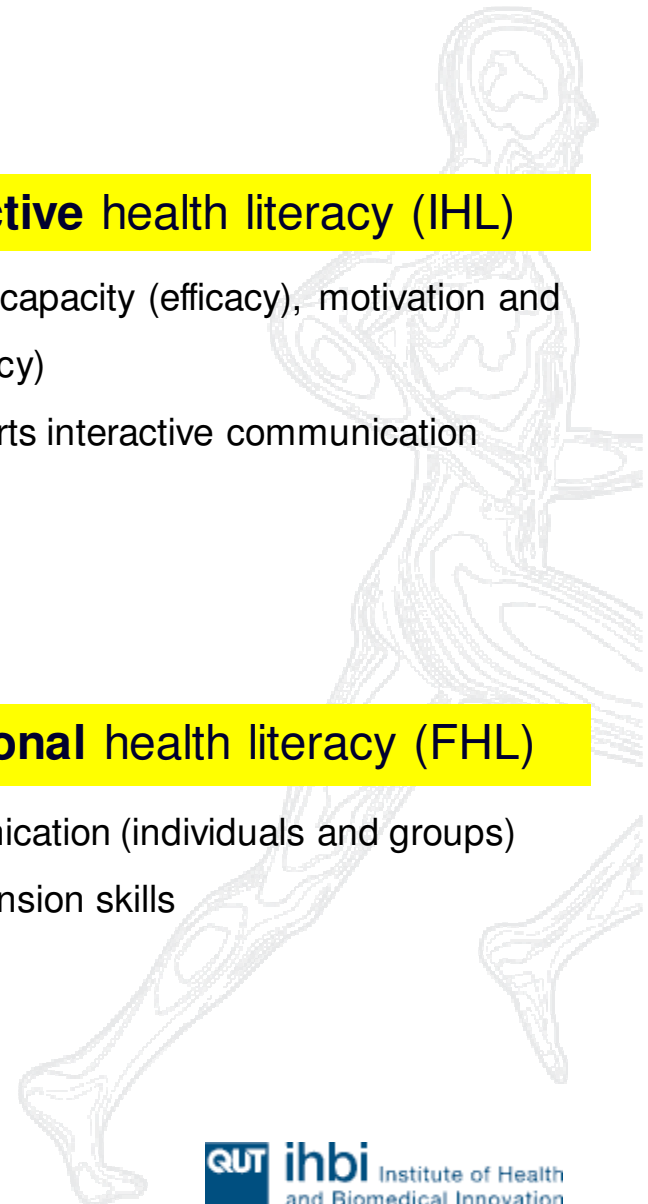 ctive health literacy (IHL)
capacity (efficacy), motivation and
cy)
rts interactive communication
onal health literacy (FHL)
nication (individuals and groups)
nsion skills
QUT ihbi Institute of Health
and Biomedical Innovation